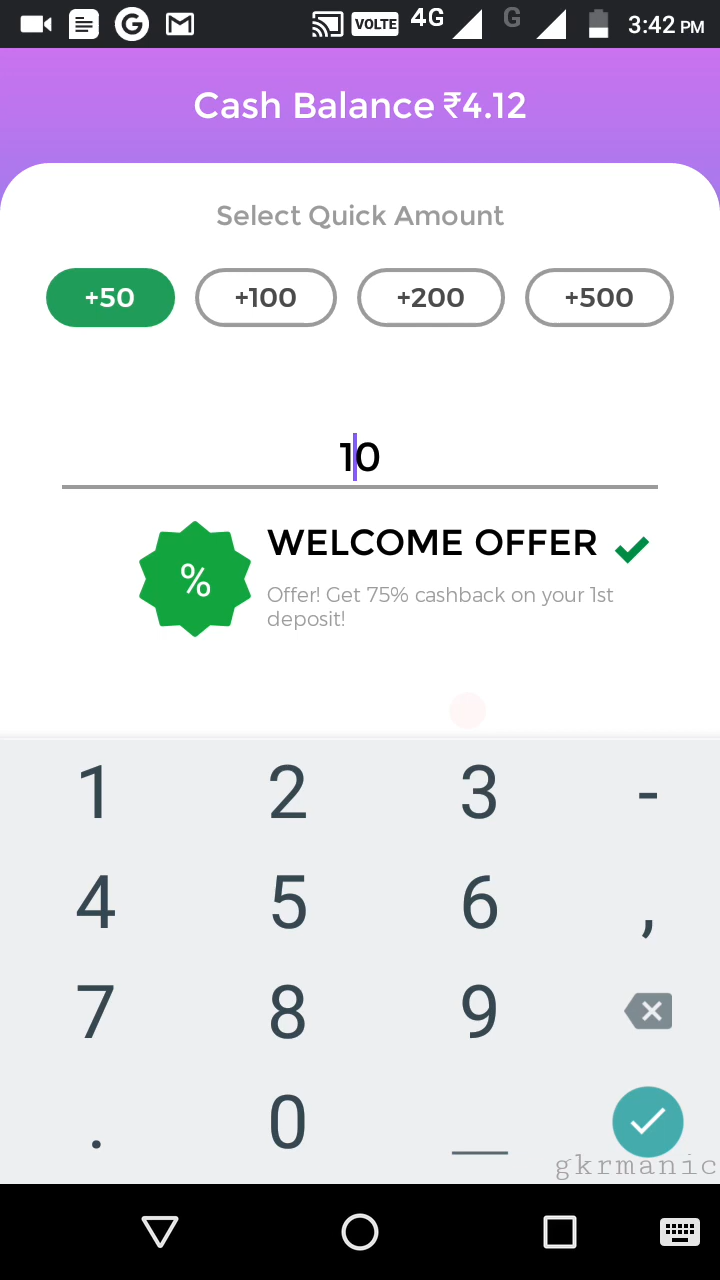 VOLTE 4G G 3:42 PM
Cash Balance ₹4.12
Select Quick Amount
+50 +100 +200 +500
10
WELCOME OFFER
%
Offer! Get 75% cashback on your 1st
deposit!
1 2 3 -
4 5 6 ,
7 8 9
. 0 _
gkrmanic